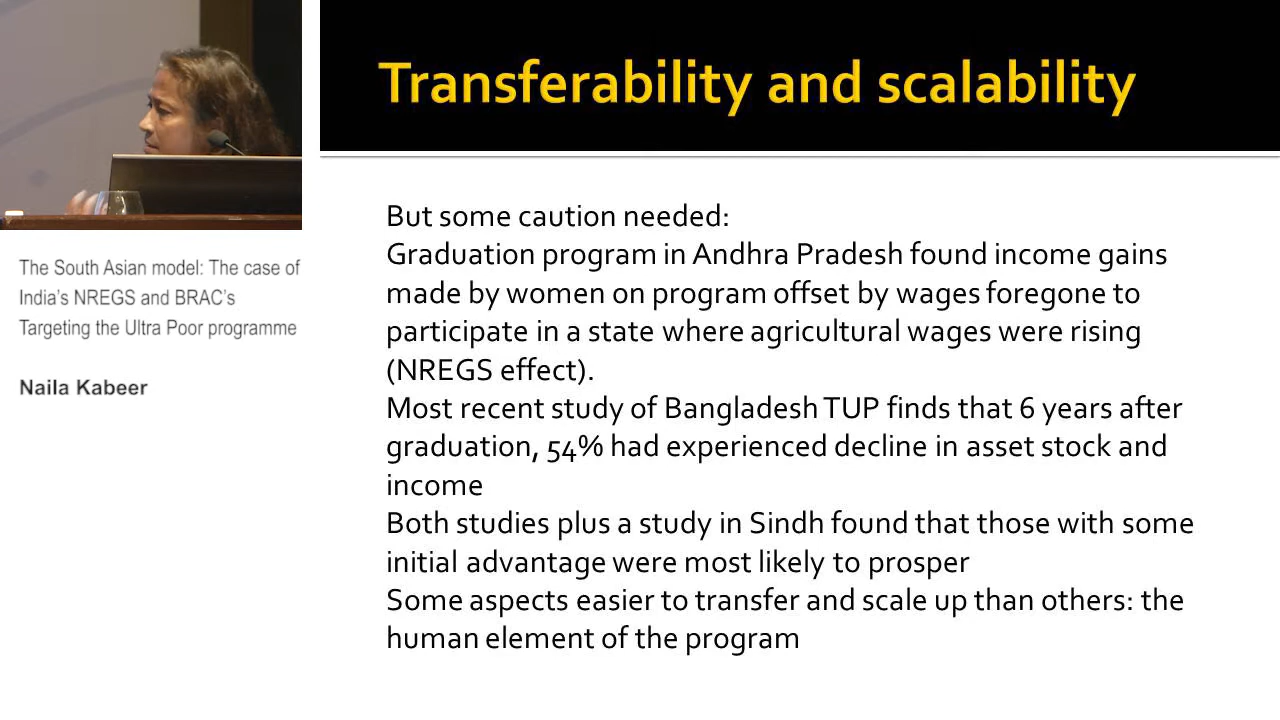 Transferability and scalability
The South Asian model: The case of
India's NREGS and BRAC's
Targeting the Ultra Poor programme
Naila Kabeer
But some caution needed:
Graduation program in Andhra Pradesh found income gains
made by women on program offset by wages foregone to
participate in a state where agricultural wages were rising
(NREGS effect).
Most recent study of Bangladesh TUP finds that 6 years after
graduation, 54% had experienced decline in asset stock and
income
Both studies plus a study in Sindh found that those with some
initial advantage were most likely to prosper
Some aspects easier to transfer and scale up than others: the
human element of the program